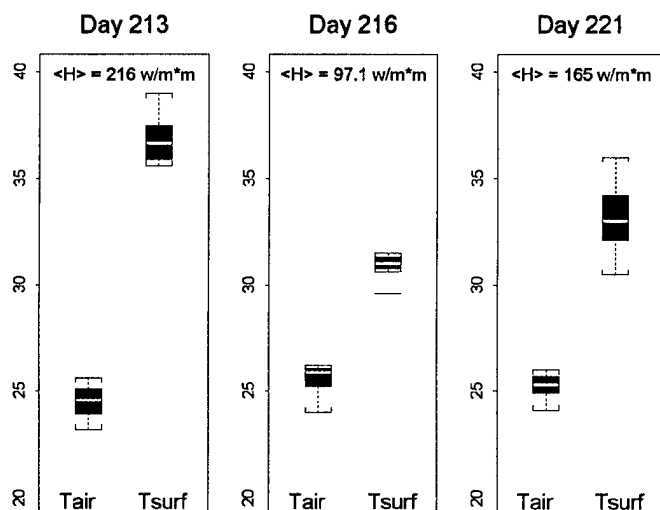 Day 213 Day 216 Day 221
<H> = 216 w/m*m <H> = 97.1 w/m*m <H> = 165 w/m*m
40 40 40
35 35 35
30 30 30
25 25 25
20 20 20
Tair Tsurf Tair Tsurf Tair Tsurf